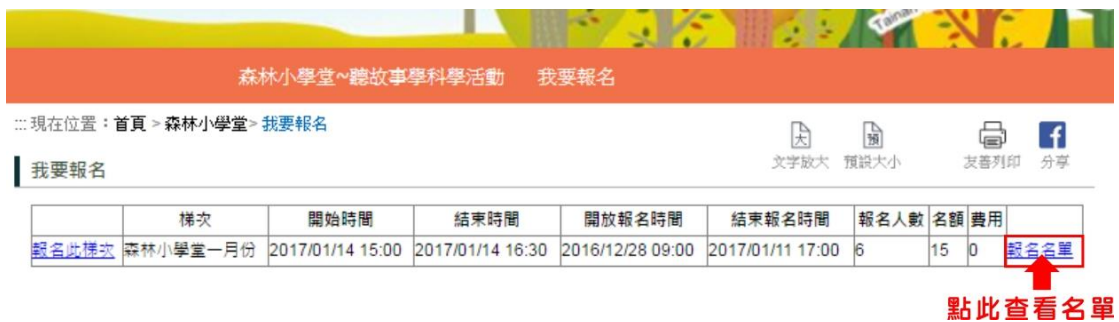 Tainan
森林小學堂~聽故事學科學活動 我要報名
:::現在位置：首頁 > 森林小學堂> 我要報名
大 預 f
文字放大 預設大小 友善列印 分享
我要報名
梯次 開始時間 結束時間 開放報名時間 結束報名時間 報名人數 名額 費用
報名此梯次 森林小學堂一月份 2017/01/14 15:00 2017/01/14 16:30 2016/12/28 09:00 2017/01/11 17:00 6 15 0 報名名單
點此查看名單